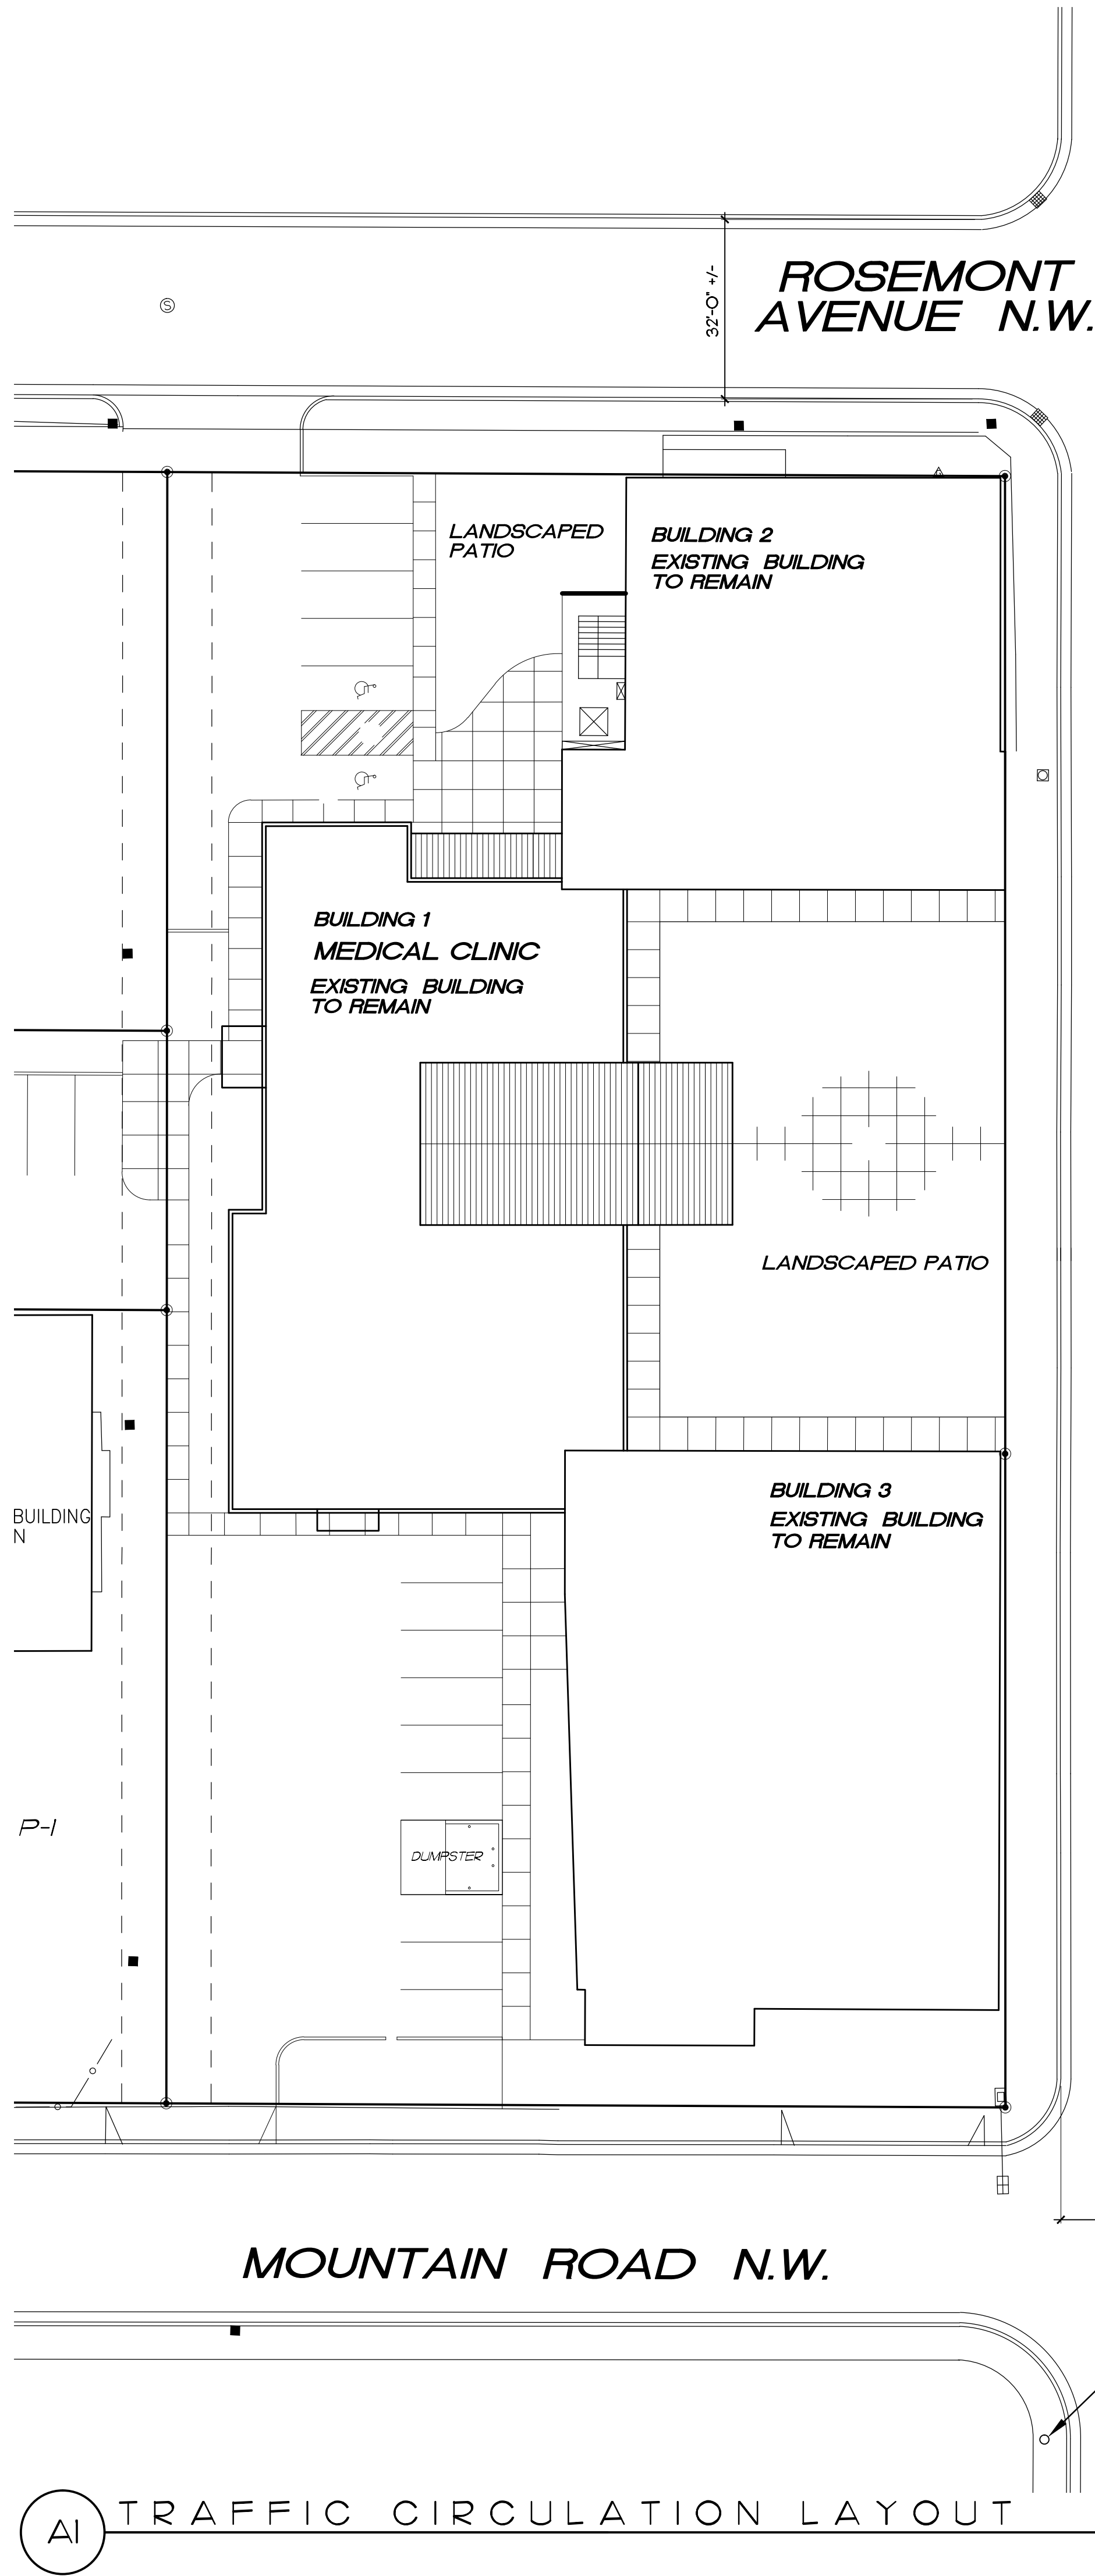 ROSEMONT
AVENUE N.W.
32'-0" +/-
S
LANDSCAPED
PATIO
BUILDING 2
EXISTING BUILDING
TO REMAIN
BUILDING 1
MEDICAL CLINIC
EXISTING BUILDING
TO REMAIN
LANDSCAPED PATIO
BUILDING 3
EXISTING BUILDING
TO REMAIN
BUILDING
N
P-1
DUMPSTER
MOUNTAIN ROAD N.W.
A1
TRAFFIC CIRCULATION LAYOUT